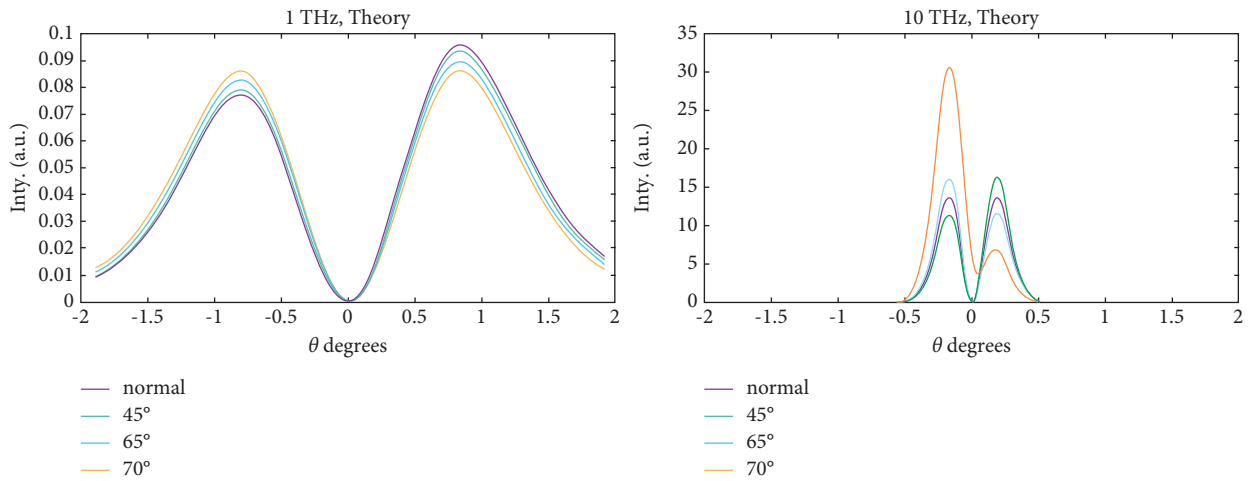 1 THz, Theory
0.1
0.09
0.08
0.07
0.06
0.05
0.04
0.03
0.02
0.01
0
Inty. (a.u.)
-2 -1.5 -1 -0.5 0 0.5 1 1.5 2
θ degrees
normal
45°
65°
70°
10 THz, Theory
35
30
25
20
15
10
5
0
Inty. (a.u.)
-2 -1.5 -1 -0.5 0 0.5 1 1.5 2
θ degrees
normal
45°
65°
70°